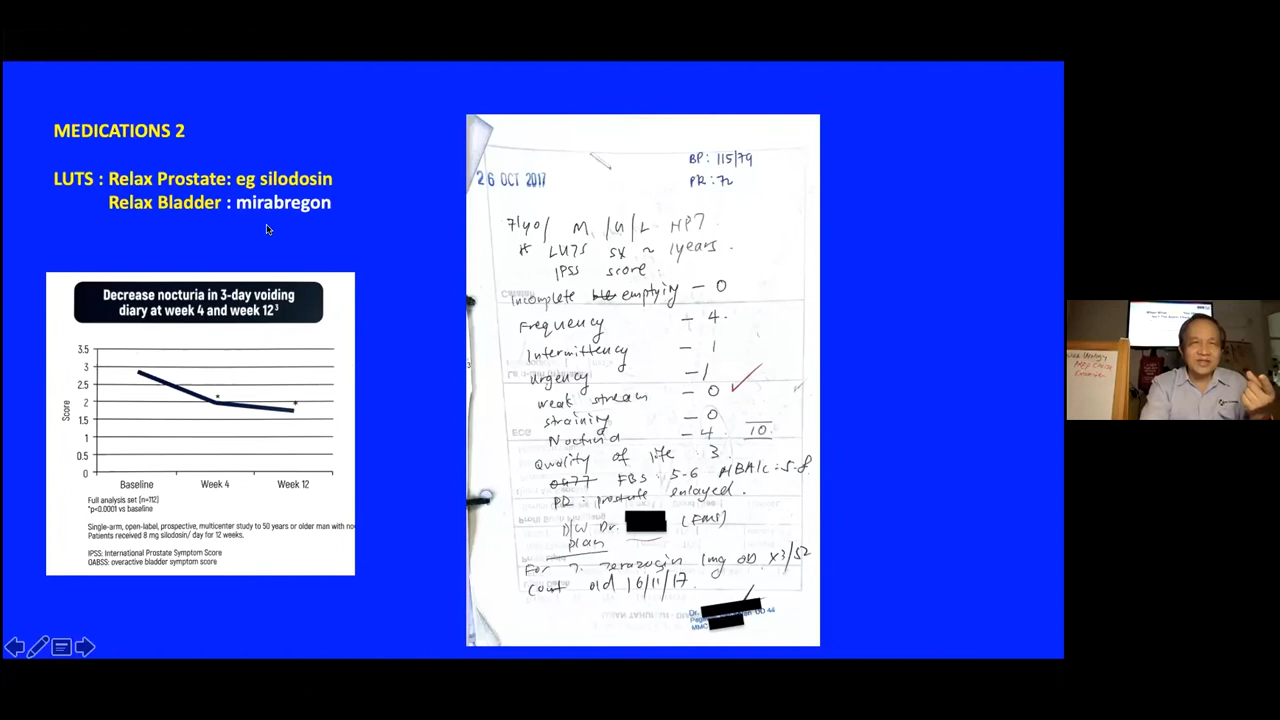 MEDICATIONS 2
LUTS : Relax Prostate: eg silodosin
Relax Bladder : mirabregon
Decrease nocturia in 3-day voiding
diary at week 4 and week 12³
3.5
3
2.5
2
1.5
1
0.5
0
Score
*
*
Baseline
Week 4
Week 12
Full analysis set [n=112]
*p<0.0001 vs baseline
Single-arm, open-label, prospective, multicenter study to 50 years or older man with no
Patients received 8 mg silodosin/ day for 12 weeks.
IPSS: International Prostate Symptom Score
OABSS: overactive bladder symptom score
BP: 115/79
PR: 72
26 OCT 2017
71yo/ M /U/L HPT
# LUTS sx ~ 1years
IPSS score:
Incomplete emptying - 0
Frequency - 4
Intermittency - 1
Urgency - 1
weak stream - 0
straining - 0
Nocturia - 4 10
Quality of life : 3
FBS : 5-6 HBA1c = 5.8
PR : prostate enlaged.
D/W Dr. (FMS)
plan
For T. Terazosin 1mg OD x3/52
cont old 16/11/17
Dr.
MMC